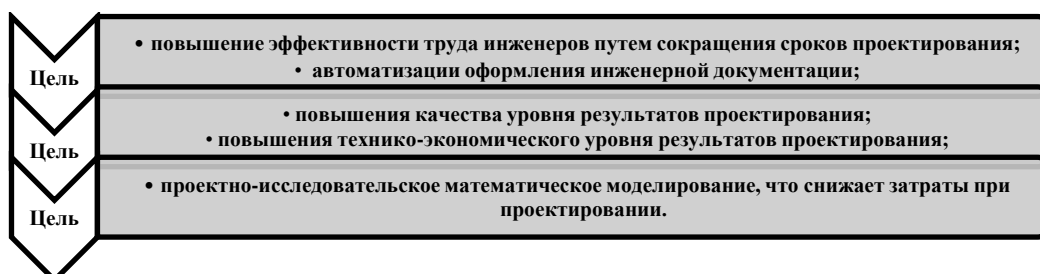 Цель
• повышение эффективности труда инженеров путем сокращения сроков проектирования;
• автоматизации оформления инженерной документации;
Цель
• повышения качества уровня результатов проектирования;
• повышения технико-экономического уровня результатов проектирования;
Цель
• проектно-исследовательское математическое моделирование, что снижает затраты при
проектировании.